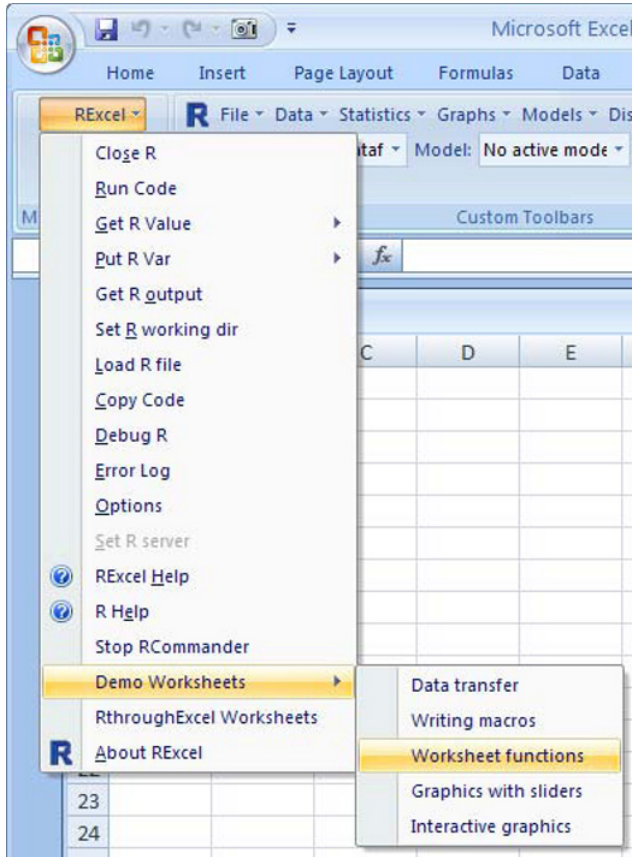 Microsoft Exce
Home Insert Page Layout Formulas Data
RExcel R File Data Statistics Graphs Models Dis
Model: No active mode
M Custom Toolbars
fx
Close R
Run Code
Get R Value
Put R Var
Get R output
Set R working dir
Load R file
Copy Code
Debug R
Error Log
Options
Set R server
RExcel Help
R Help
Stop RCommander
Demo Worksheets
RthroughExcel Worksheets
R About RExcel
C D E
Data transfer
Writing macros
Worksheet functions
Graphics with sliders
Interactive graphics
23
24